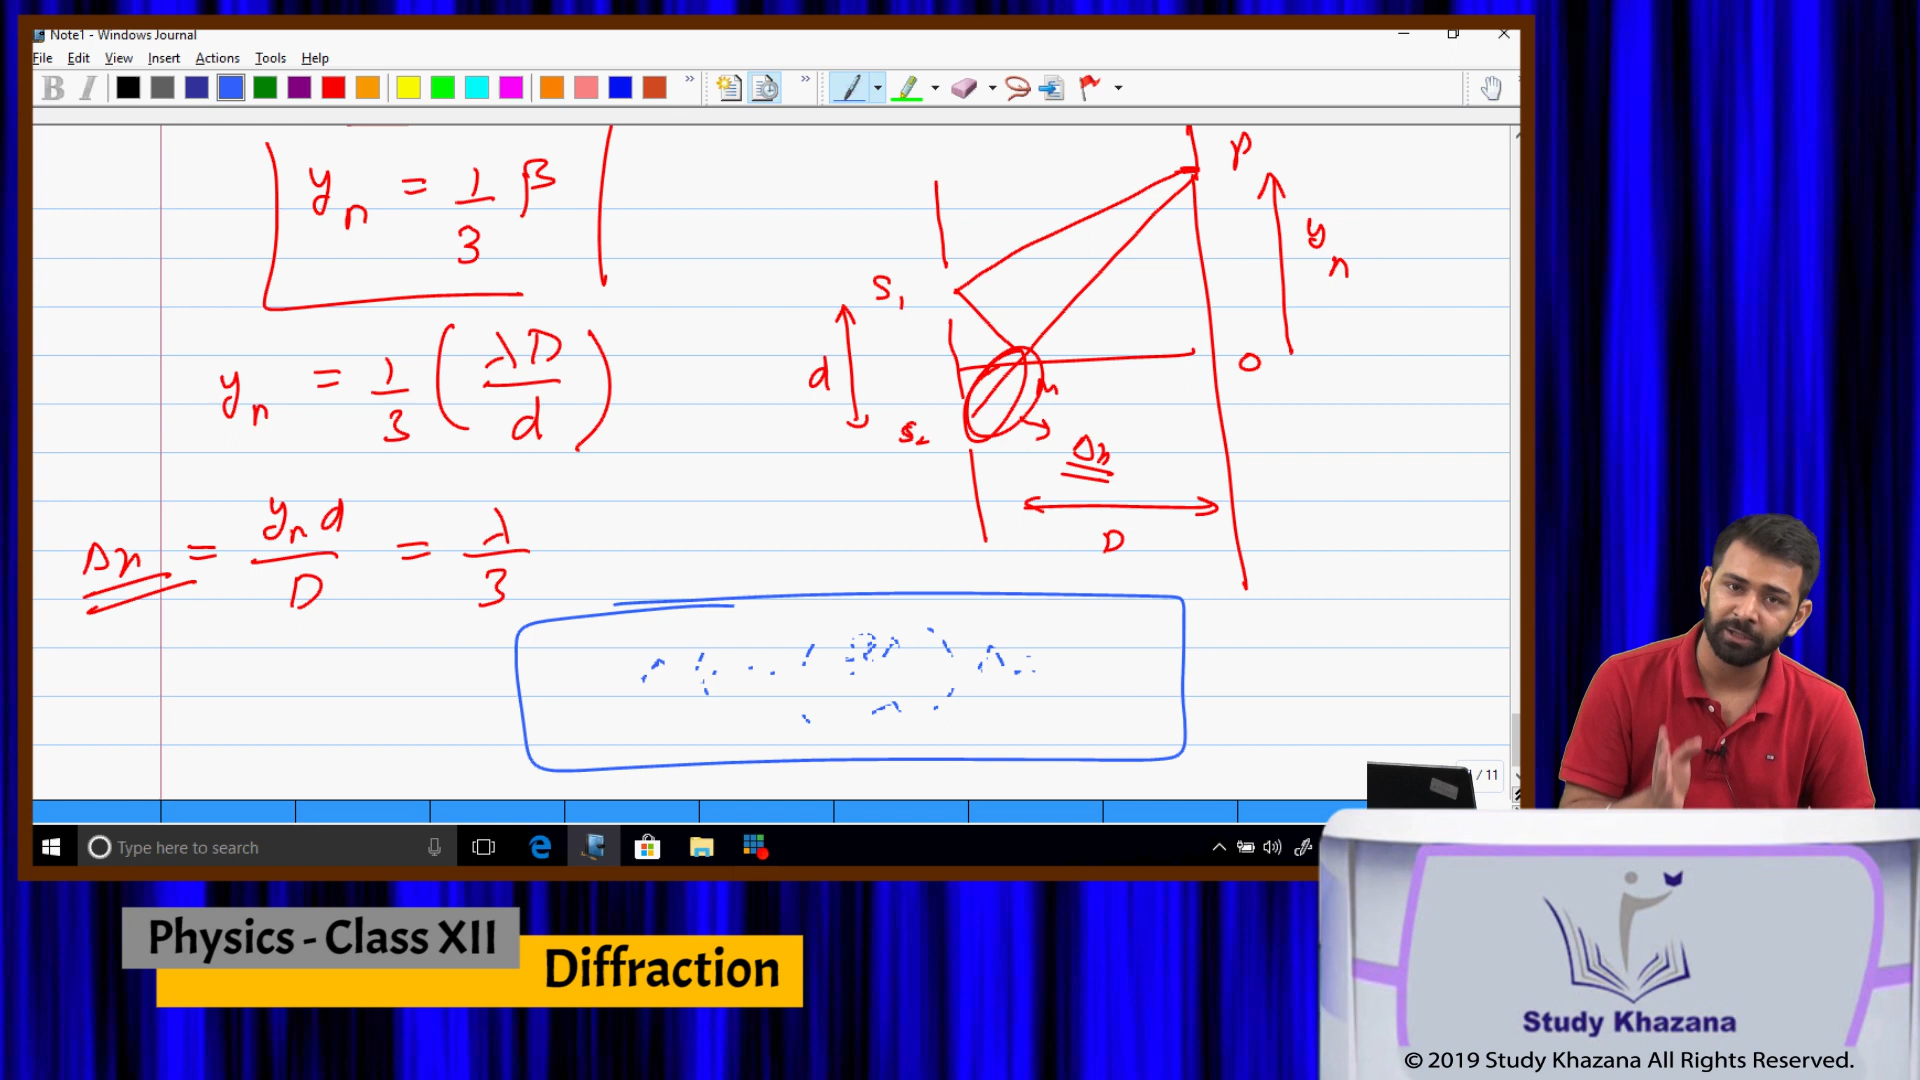 Note1 - Windows Journal
File Edit View Insert Actions Tools Help
B I
yn = 1/3 β
yn = 1/3 (λD/d)
Δx = yn d/D = λ/3
P
yn
S1
d
S2
M
O
Δx
D
/ 11
Type here to search
Physics - Class XII
Diffraction
Study Khazana
© 2019 Study Khazana All Rights Reserved.